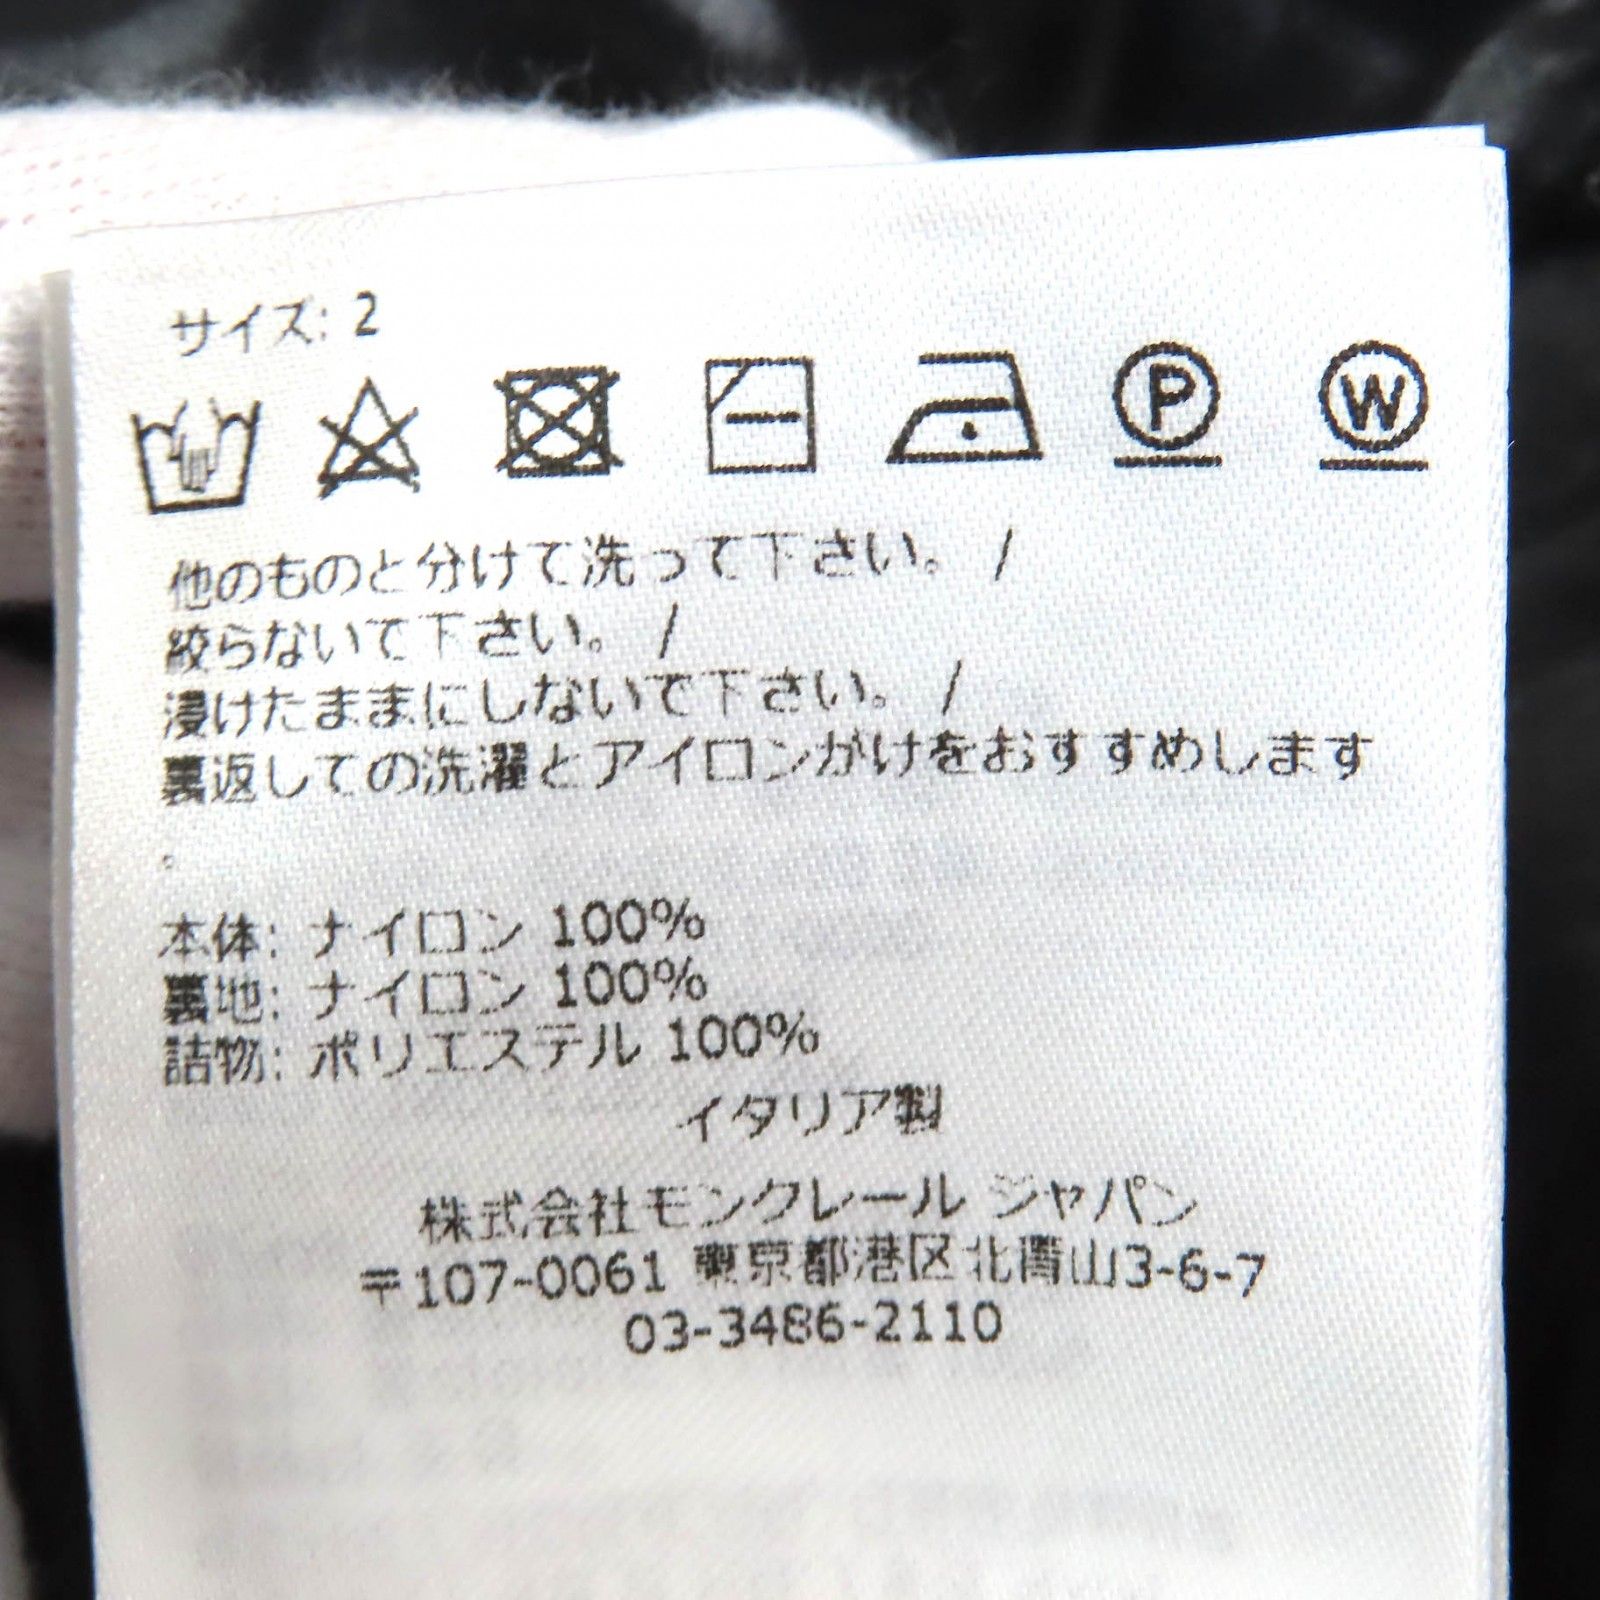 サイズ: 2
P W
他のものと分けて洗って下さい。 /
絞らないて下さい。 /
浸けたままにしないで下さい。 /
裏返しての洗濯とアイロンがけをおすすめします
。
本体: ナイロン 100%
裏地: ナイロン 100%
詰物: ポリエステル 100%
イタリア製
株式会社モンクレール ジャパン
〒107-0061 東京都港区北青山3-6-7
03-3486-2110